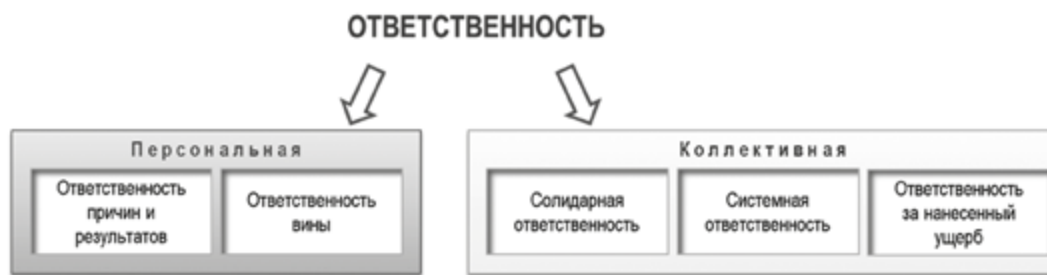 ОТВЕТСТВЕННОСТЬ
Персональная
Ответственность
причин и
результатов
Ответственность
вины
Коллективная
Солидарная
ответственность
Системная
ответственность
Ответственность
за нанесенный
ущерб